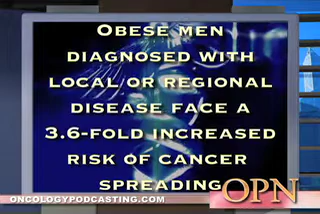 OBESE MEN
DIAGNOSED WITH
LOCAL OR REGIONAL
DISEASE FACE A
3.6-FOLD INCREASED
RISK OF CANCER
SPREADING
OPN
ONCOLOGYPODCASTING.COM